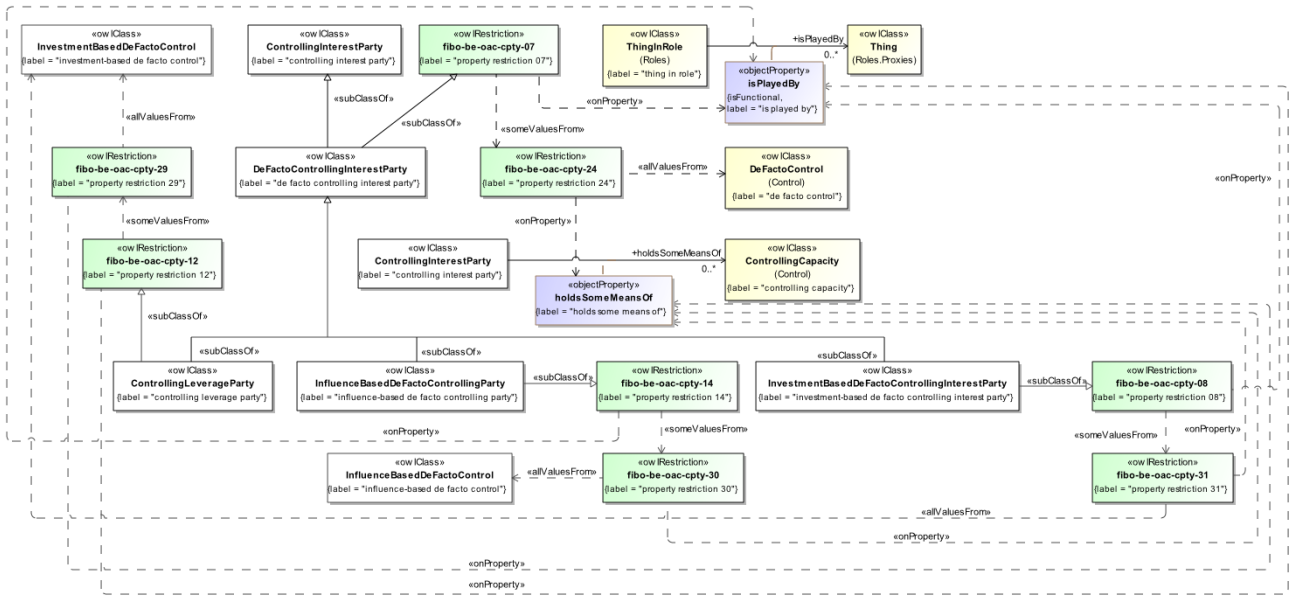 «owlClass»
InvestmentBasedDeFactoControl
{label = "investment-based de facto control"}
«owlClass»
ControllingInterestParty
{label = "controlling interest party"}
«owlRestriction»
fibo-be-oac-cpty-07
{label = "property restriction 07"}
«owlClass»
ThingInRole
(Roles)
{label = "thing in role"}
+isPlayedBy
0..*
«owlClass»
Thing
(Roles.Proxies)
«objectProperty»
isPlayedBy
{isFunctional,
label = "is played by"}
«subClassOf»
«onProperty»
«allValuesFrom»
«subClassOf»
«someValuesFrom»
«owlRestriction»
fibo-be-oac-cpty-29
{label = "property restriction 29"}
«owlClass»
DeFactoControllingInterestParty
{label = "de facto controlling interest party"}
«owlRestriction»
fibo-be-oac-cpty-24
{label = "property restriction 24"}
«allValuesFrom»
«owlClass»
DeFactoControl
(Control)
{label = "de facto control"}
«onProperty»
«someValuesFrom»
«onProperty»
«owlRestriction»
fibo-be-oac-cpty-12
{label = "property restriction 12"}
«owlClass»
ControllingInterestParty
{label = "controlling interest party"}
+holdsSomeMeansOf
0..*
«owlClass»
ControllingCapacity
(Control)
{label = "controlling capacity"}
«objectProperty»
holdsSomeMeansOf
{label = "holds some means of"}
«subClassOf»
«subClassOf»
«subClassOf»
«subClassOf»
«owlClass»
ControllingLeverageParty
{label = "controlling leverage party"}
«owlClass»
InfluenceBasedDeFactoControllingParty
{label = "influence-based de facto controlling party"}
«subClassOf»
«owlRestriction»
fibo-be-oac-cpty-14
{label = "property restriction 14"}
«owlClass»
InvestmentBasedDeFactoControllingInterestParty
{label = "investment-based de facto controlling interest party"}
«subClassOf»
«owlRestriction»
fibo-be-oac-cpty-08
{label = "property restriction 08"}
«onProperty»
«someValuesFrom»
«someValuesFrom»
«onProperty»
«owlClass»
InfluenceBasedDeFactoControl
{label = "influence-based de facto control"}
«allValuesFrom»
«owlRestriction»
fibo-be-oac-cpty-30
{label = "property restriction 30"}
«owlRestriction»
fibo-be-oac-cpty-31
{label = "property restriction 31"}
«allValuesFrom»
«onProperty»
«onProperty»
«onProperty»